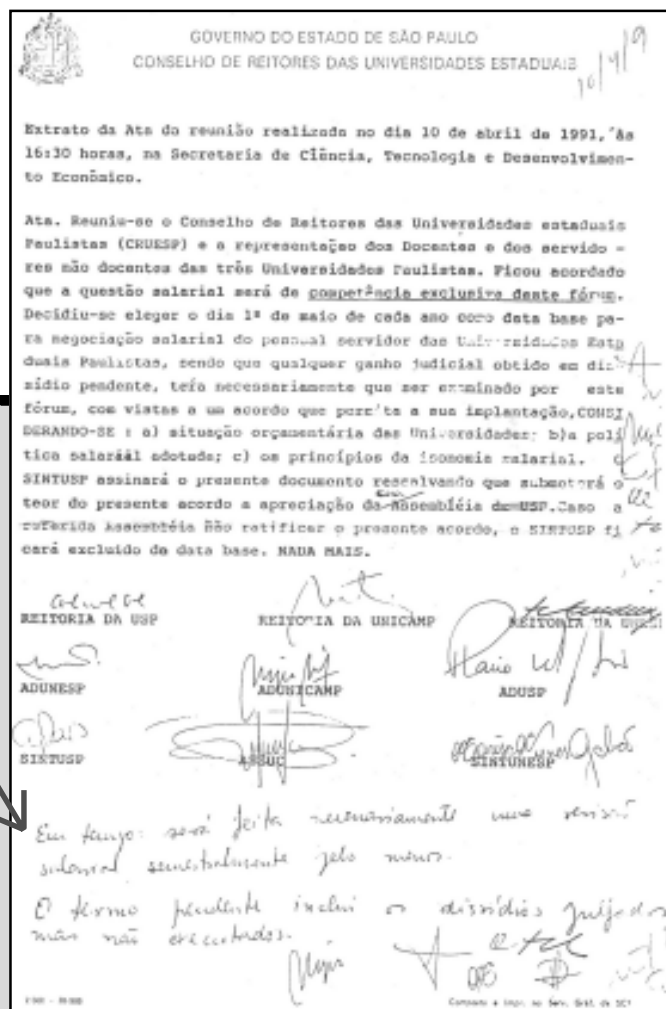 GOVERNO DO ESTADO DE SÃO PAULO
CONSELHO DE REITORES DAS UNIVERSIDADES ESTADUAIS
10/4/9
Extrato da Ata da reunião realizada no dia 10 de abril de 1991, às
16:30 horas, na Secretaria de Ciência, Tecnologia e Desenvolvimen-
to Econômico.
Ata. Reuniu-se o Conselho de Reitores das Universidades estaduais
Paulistas (CRUESP) e a representação dos Docentes e dos servido -
res não docentes das três Universidades Paulistas. Ficou acordado
que a questão salarial será de competência exclusiva deste fórum.
Decidiu-se eleger o dia 1º de maio de cada ano como data base pa-
ra negociação salarial do pessoal servidor das Universidades Esta
duais Paulistas, sendo que qualquer ganho judicial obtido em dis
sídio pendente, terá necessariamente que ser examinado por este
fórum, com vistas a um acordo que permita a sua implantação, CONSI
DERANDO-SE : a) situação orçamentária das Universidades; b)a polí
tica salarial adotada; c) os princípios da isonomia salarial. O
SINTUSP assinará o presente documento ressalvando que submeterá o
teor do presente acordo a apreciação da Assembléia da USP. Caso a
referida Assembléia não ratificar o presente acordo, o SINTUSP fi
cará excluído da data base. NADA MAIS.
REITORIA DA USP REITORIA DA UNICAMP REITORIA DA UNESP
ADUNESP ADUNICAMP ADUSP
SINTUSP ASSUC SINTUNESP
Em tempo: será feita necessariamente uma revisão
salarial semestralmente pelo menos.
O termo pendente inclui os dissídios julgados
mas não executados.
Composto e Impr. no Serv. Gráf. da